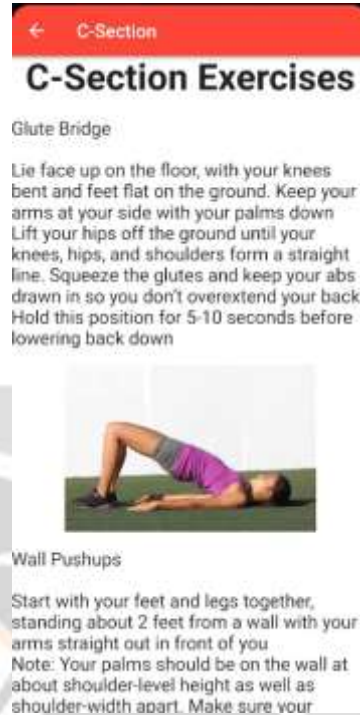 C-Section
C-Section Exercises
Glute Bridge
Lie face up on the floor, with your knees
bent and feet flat on the ground. Keep your
arms at your side with your palms down
Lift your hips off the ground until your
knees, hips, and shoulders form a straight
line. Squeeze the glutes and keep your abs
drawn in so you don't overextend your back
Hold this position for 5-10 seconds before
lowering back down
Wall Pushups
Start with your feet and legs together,
standing about 2 feet from a wall with your
arms straight out in front of you
Note: Your palms should be on the wall at
about shoulder-level height as well as
shoulder-width apart. Make sure your